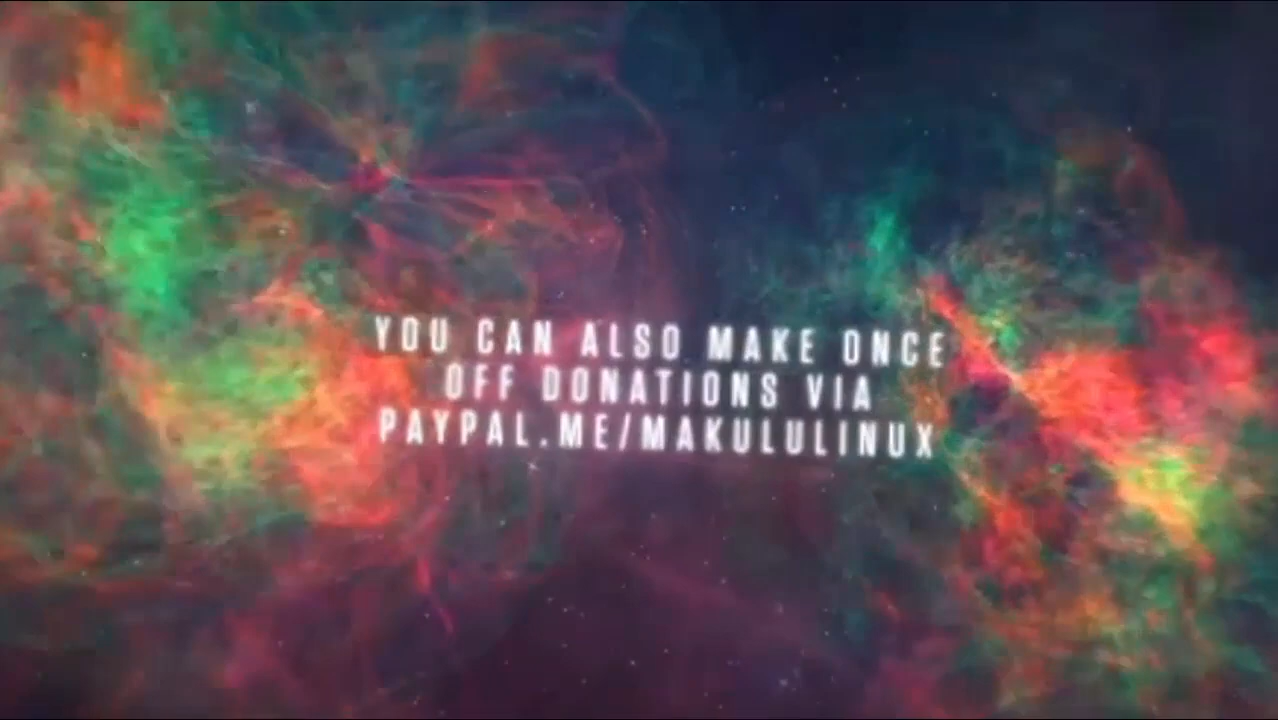 YOU CAN ALSO MAKE ONCE
OFF DONATIONS VIA
PAYPAL.ME/MAKULULINUX